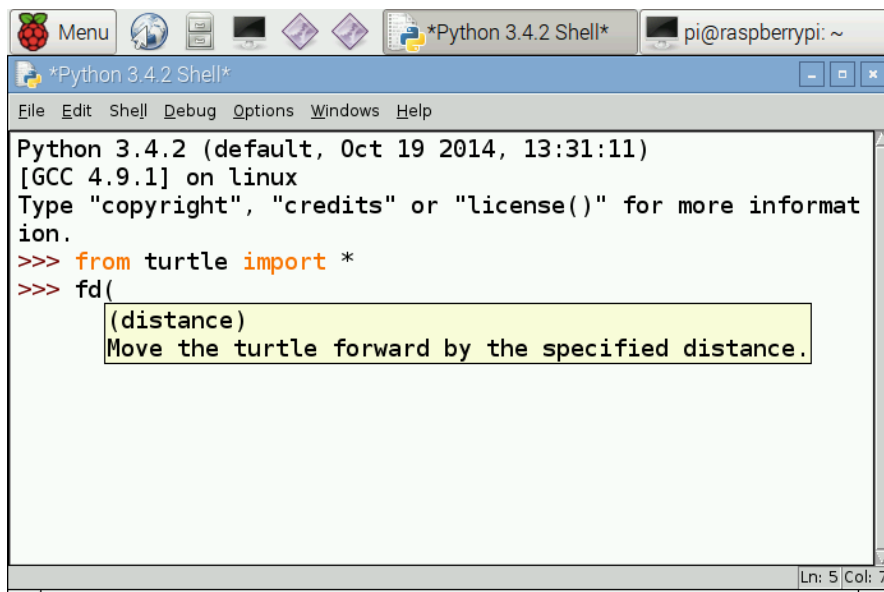 Menu *Python 3.4.2 Shell* pi@raspberrypi: ~
*Python 3.4.2 Shell*
File Edit Shell Debug Options Windows Help
Python 3.4.2 (default, Oct 19 2014, 13:31:11)
[GCC 4.9.1] on linux
Type "copyright", "credits" or "license()" for more informat
ion.
>>> from turtle import *
>>> fd(
(distance)
Move the turtle forward by the specified distance.
Ln: 5 Col: 7